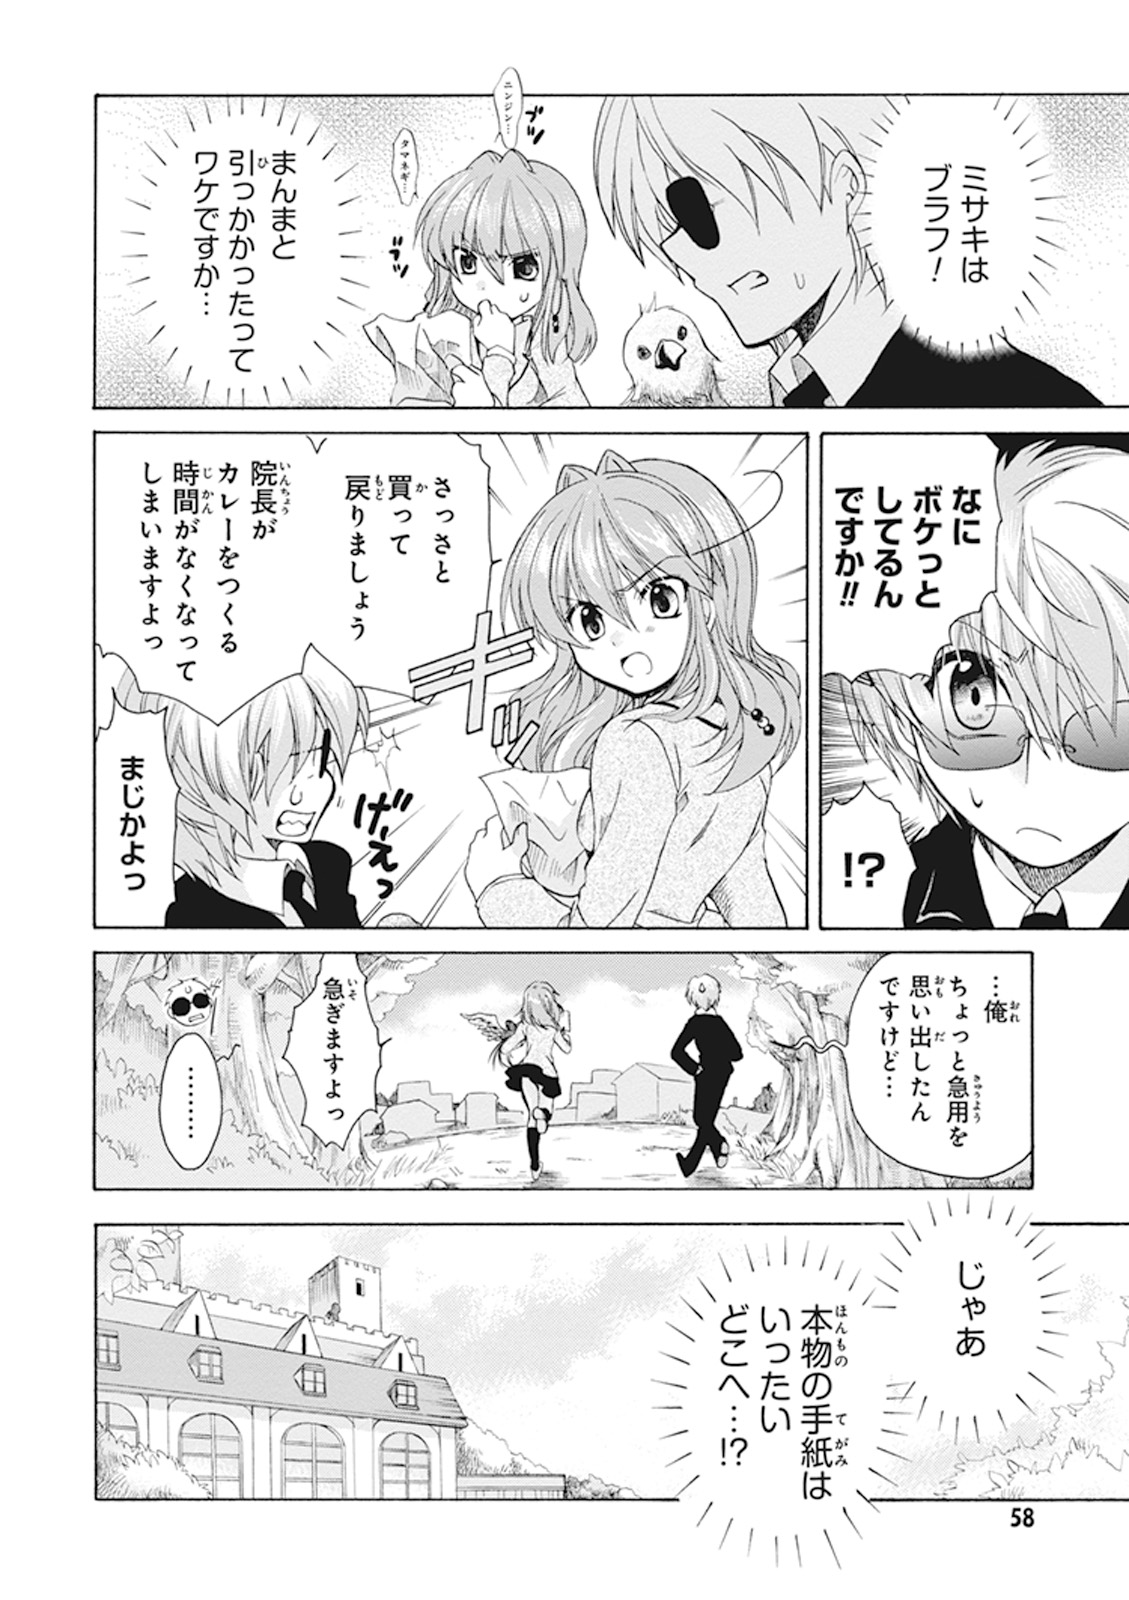 ミサキは
ブラフ!
ニンジン…
ブツ
タマネギ…
ブツ
まんまと
引っかかったって
ワケですか…
なに
ボケっと
してるん
ですか!!
!?
さっさと
買って
戻りましょう
院長が
カレーをつくる
時間がなくなって
しまいますよっ
キッ
げえっ
まじかよっ
…俺
ちょっと急用を
思い出したん
ですけど…
急ぎますよっ
………
じゃあ
本物の手紙は
いったい
どこへ…!?
58